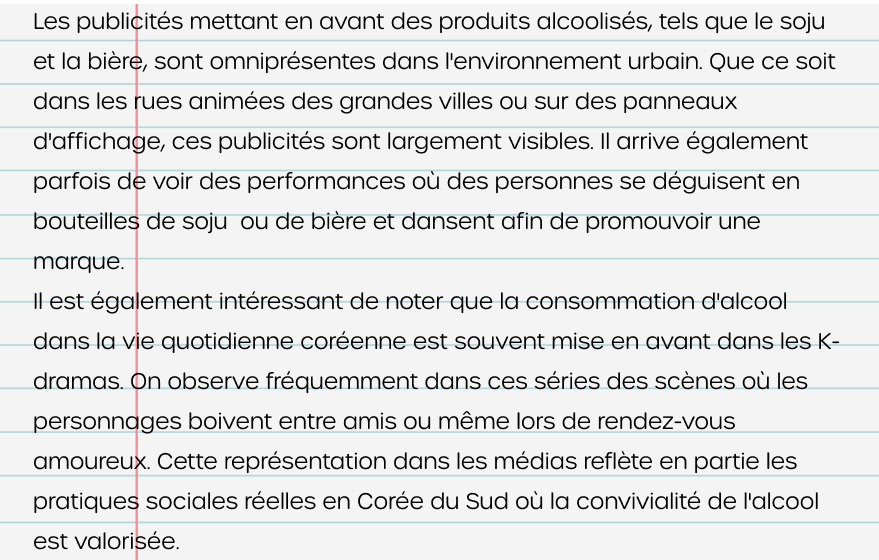 Les publicités mettant en avant des produits alcoolisés, tels que le soju
et la bière, sont omniprésentes dans l'environnement urbain. Que ce soit
dans les rues animées des grandes villes ou sur des panneaux
d'affichage, ces publicités sont largement visibles. Il arrive également
parfois de voir des performances où des personnes se déguisent en
bouteilles de soju  ou de bière et dansent afin de promouvoir une
marque.
Il est également intéressant de noter que la consommation d'alcool
dans la vie quotidienne coréenne est souvent mise en avant dans les K-
dramas. On observe fréquemment dans ces séries des scènes où les
personnages boivent entre amis ou même lors de rendez-vous
amoureux. Cette représentation dans les médias reflète en partie les
pratiques sociales réelles en Corée du Sud où la convivialité de l'alcool
est valorisée.